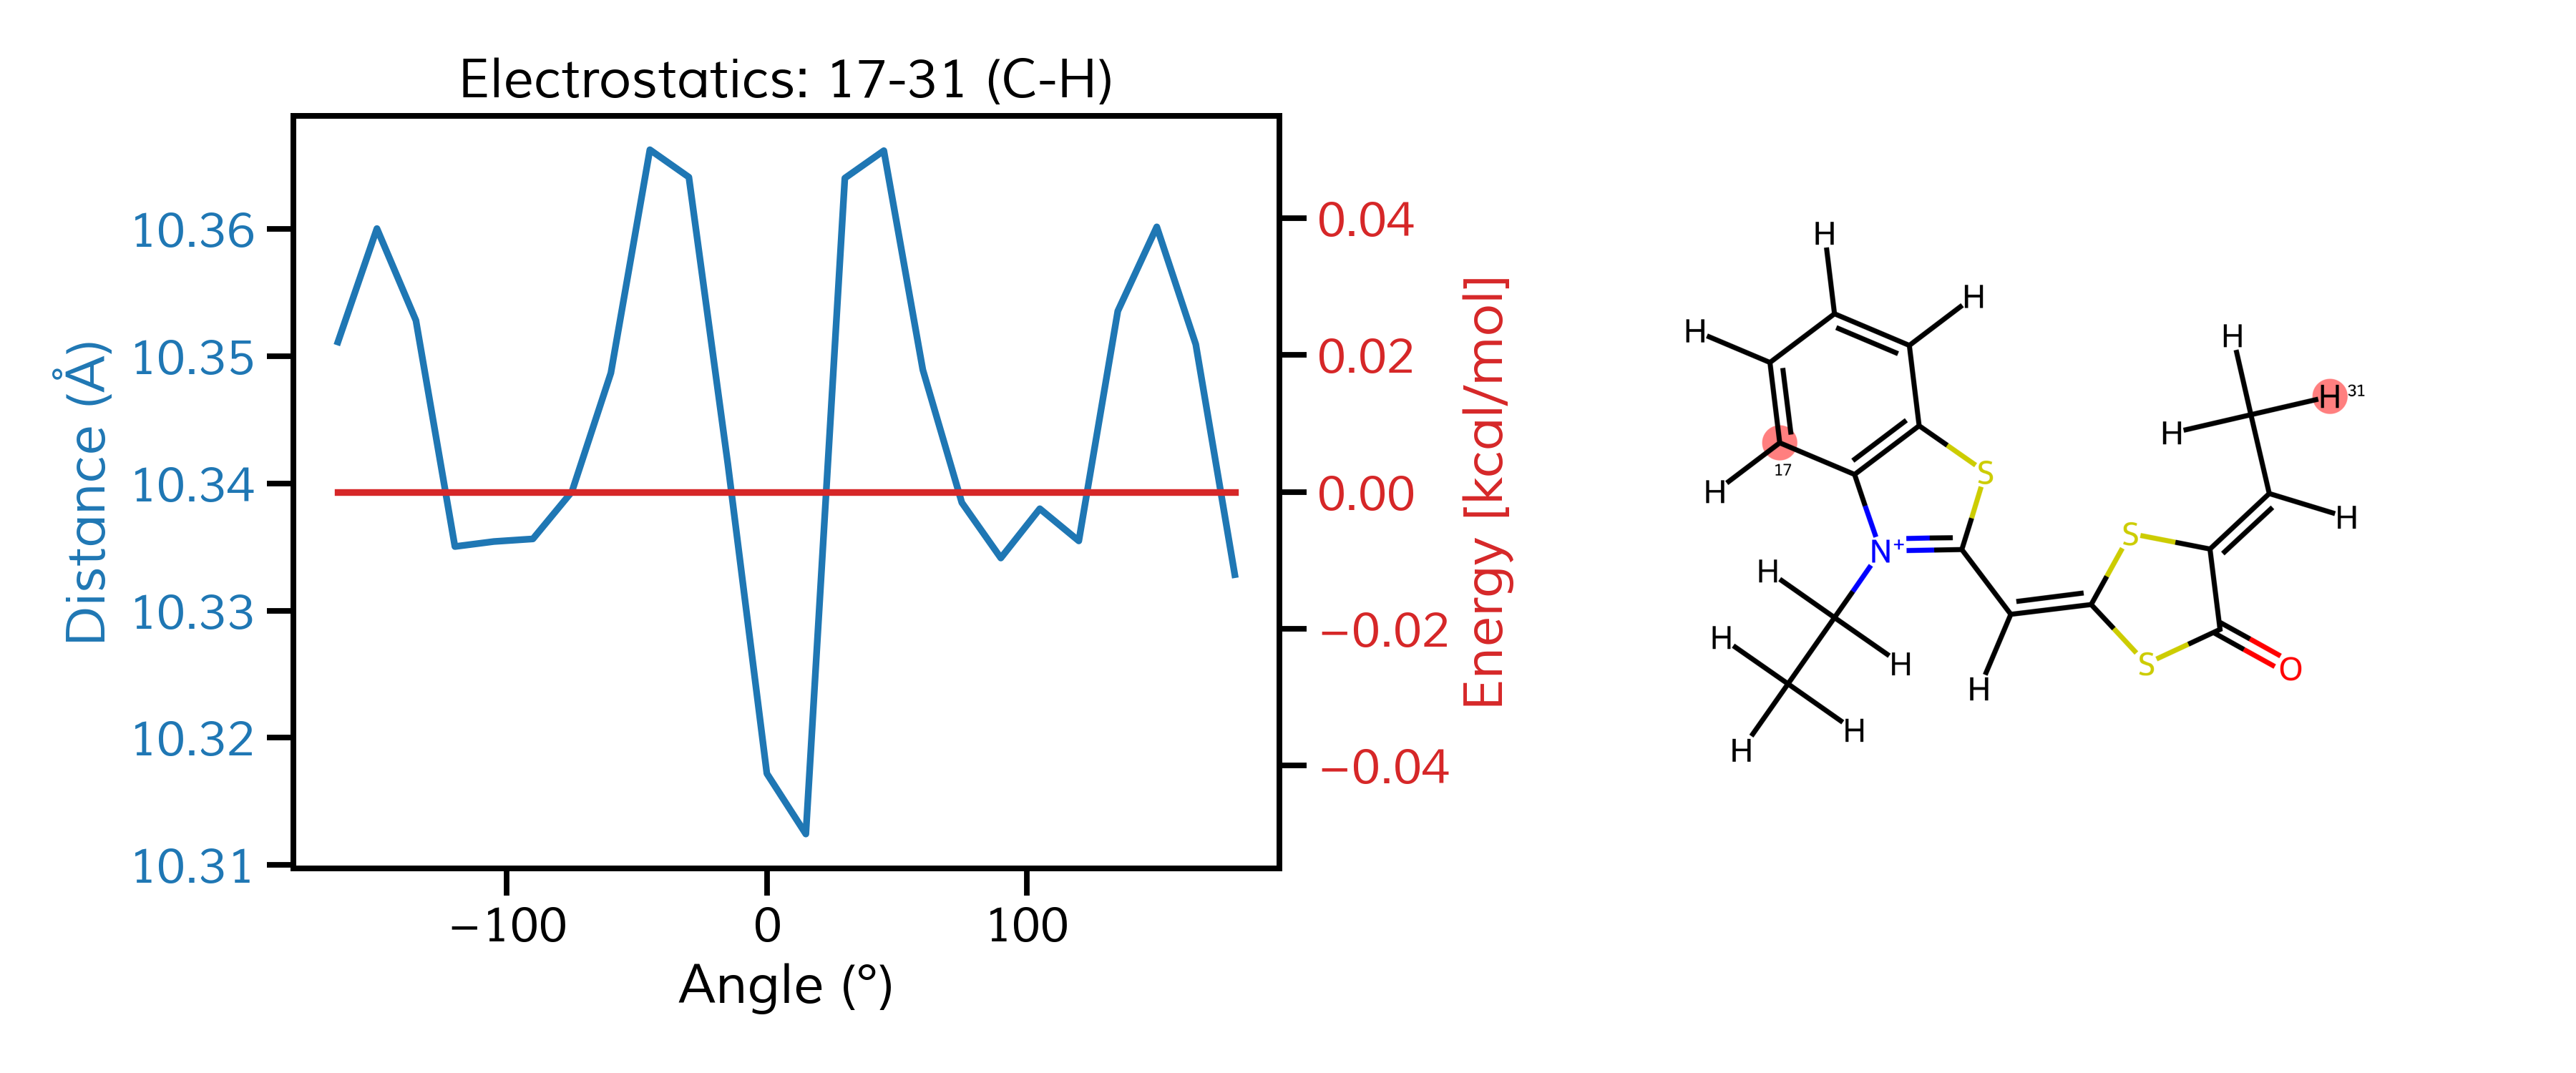 Electrostatics: 17-31 (C-H)
Distance (Å)
10.36
10.35
10.34
10.33
10.32
10.31
−100
0
100
Angle (°)
0.04
0.02
0.00
−0.02
−0.04
Energy [kcal/mol]
H
H
H
H
H 31
H
17
S
H
H
S
H
N+
H
H
H
S
O
H
H
H